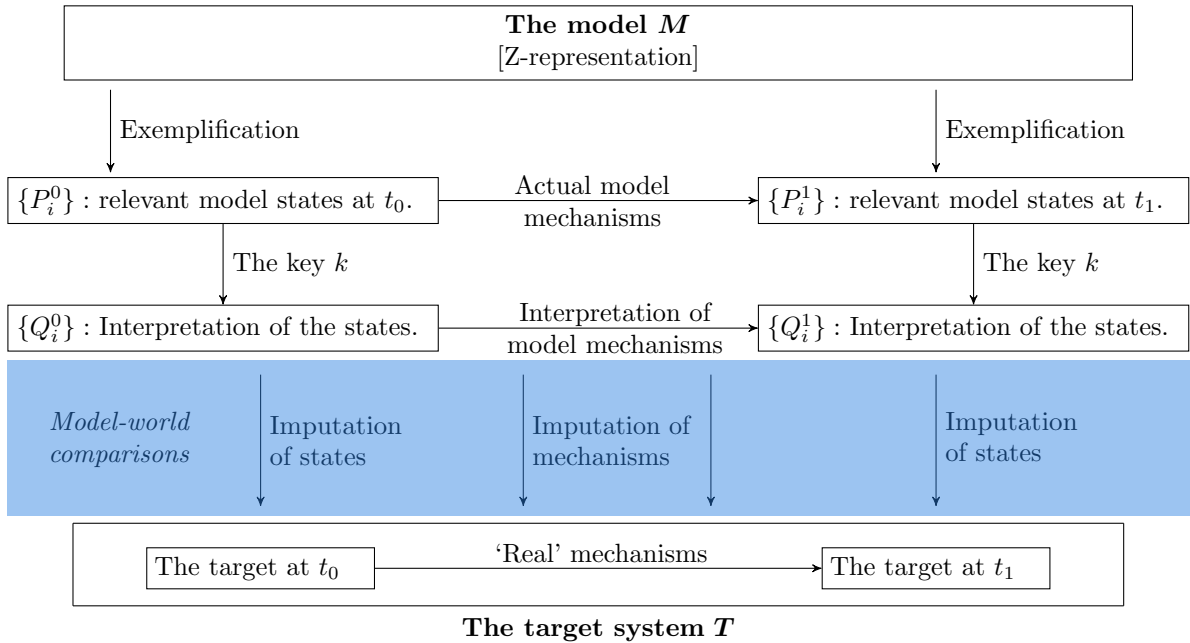 The model M
[Z-representation]
Exemplification
Exemplification
{P_i^0} : relevant model states at t_0.
Actual model
mechanisms
{P_i^1} : relevant model states at t_1.
The key k
The key k
{Q_i^0} : Interpretation of the states.
Interpretation of
model mechanisms
{Q_i^1} : Interpretation of the states.
Model-world
comparisons
Imputation
of states
Imputation of
mechanisms
Imputation
of states
The target at t_0
‘Real’ mechanisms
The target at t_1
The target system T